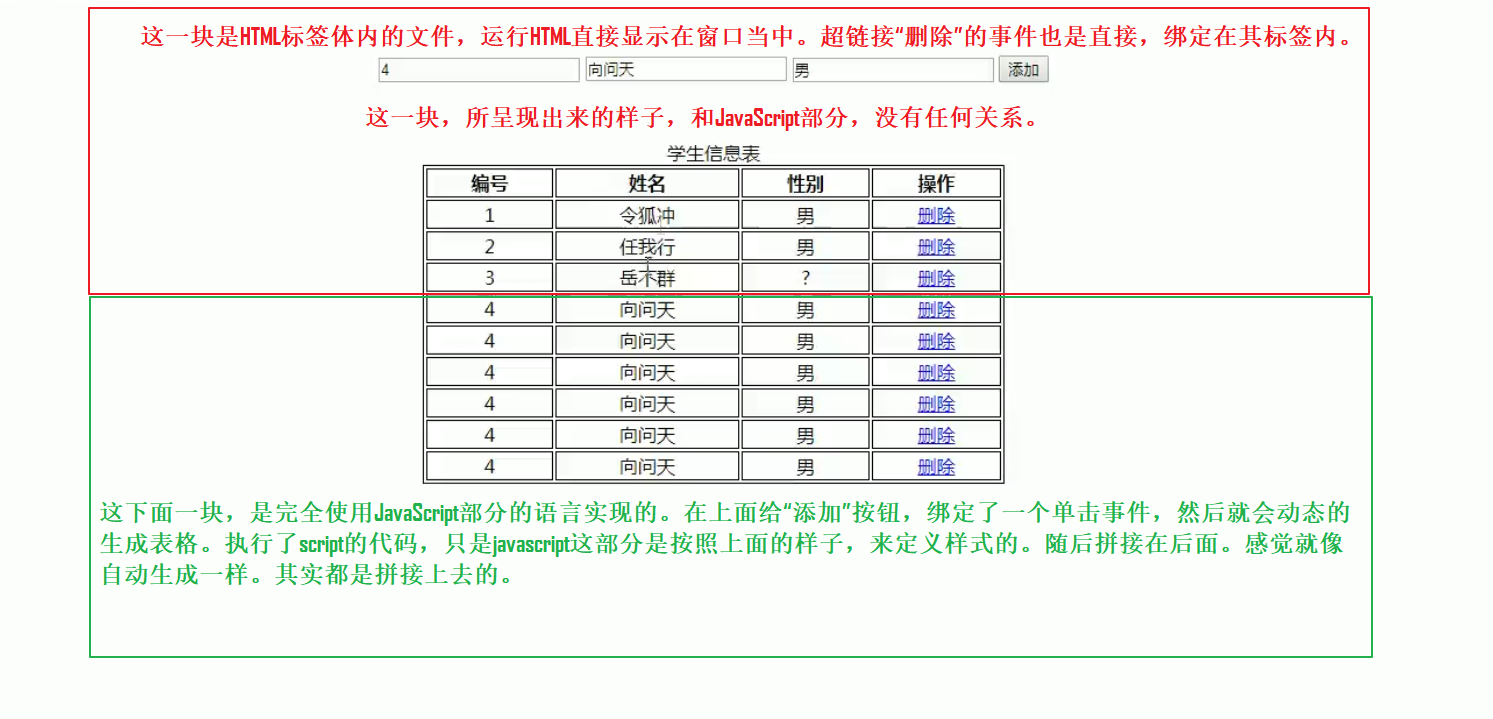 这一块是HTML标签体内的文件，运行HTML直接显示在窗口当中。超链接“删除”的事件也是直接，绑定在其标签内。
4 向问天 男 添加
这一块，所呈现出来的样子，和JavaScript部分，没有任何关系。
学生信息表
编号 姓名 性别 操作
1 令狐冲 男 删除
2 任我行 男 删除
3 岳不群 ? 删除
4 向问天 男 删除
4 向问天 男 删除
4 向问天 男 删除
4 向问天 男 删除
4 向问天 男 删除
4 向问天 男 删除
这下面一块，是完全使用JavaScript部分的语言实现的。在上面给“添加”按钮，绑定了一个单击事件，然后就会动态的
生成表格。执行了script的代码，只是javascript这部分是按照上面的样子，来定义样式的。随后拼接在后面。感觉就像
自动生成一样。其实都是拼接上去的。